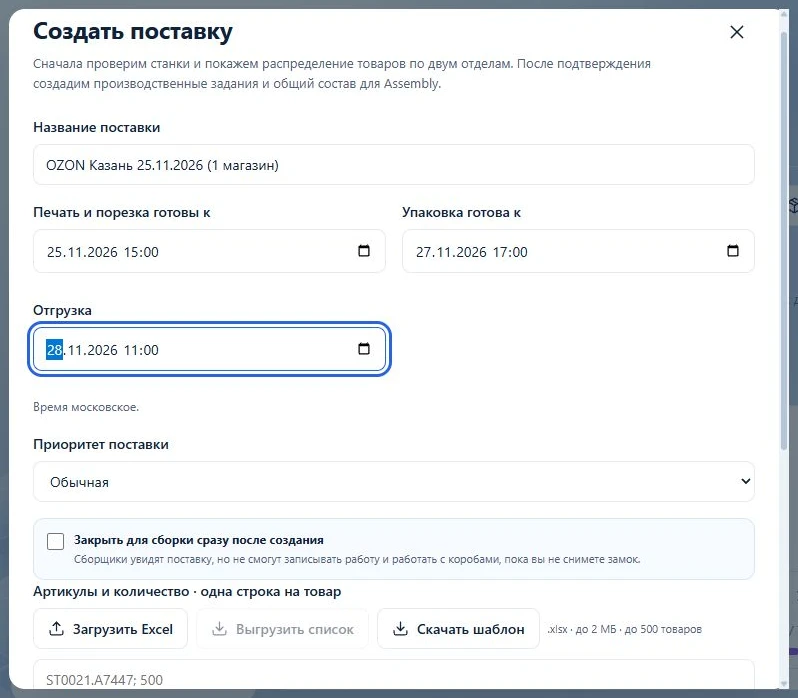 Создать поставку
Сначала проверим станки и покажем распределение товаров по двум отделам. После подтверждения
создадим производственные задания и общий состав для Assembly.
Название поставки
OZON Казань 25.11.2026 (1 магазин)
Печать и порезка готовы к
Упаковка готова к
25.11.2026 15:00
27.11.2026 17:00
Отгрузка
28.11.2026 11:00
Время московское.
Приоритет поставки
Обычная
Закрыть для сборки сразу после создания
Сборщики увидят поставку, но не смогут записывать работу и работать с коробами, пока вы не снимете замок.
Артикулы и количество · одна строка на товар
Загрузить Excel
Выгрузить список
Скачать шаблон
.xlsx · до 2 МБ · до 500 товаров
ST0021.A7447; 500